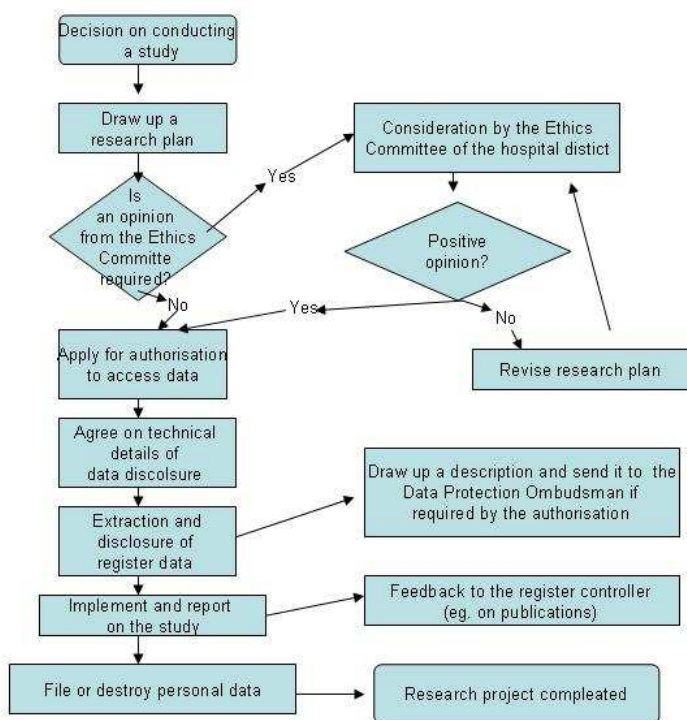 Decision on conducting
a study
Draw up a
research plan
Consideration by the Ethics
Committee of the hospital distict
Yes
Is
an opinion
from the Ethics
Committe
required?
Positive
opinion?
No
Yes
No
Apply for authorisation
to access data
Revise research plan
Agree on technical
details of
data discolsure
Draw up a description and send it to the
Data Protection Ombudsman if
required by the authorisation
Extraction and
disclosure of
register data
Implement and report
on the study
Feedback to the register controller
(eg. on publications)
File or destroy personal data
Research project compleated